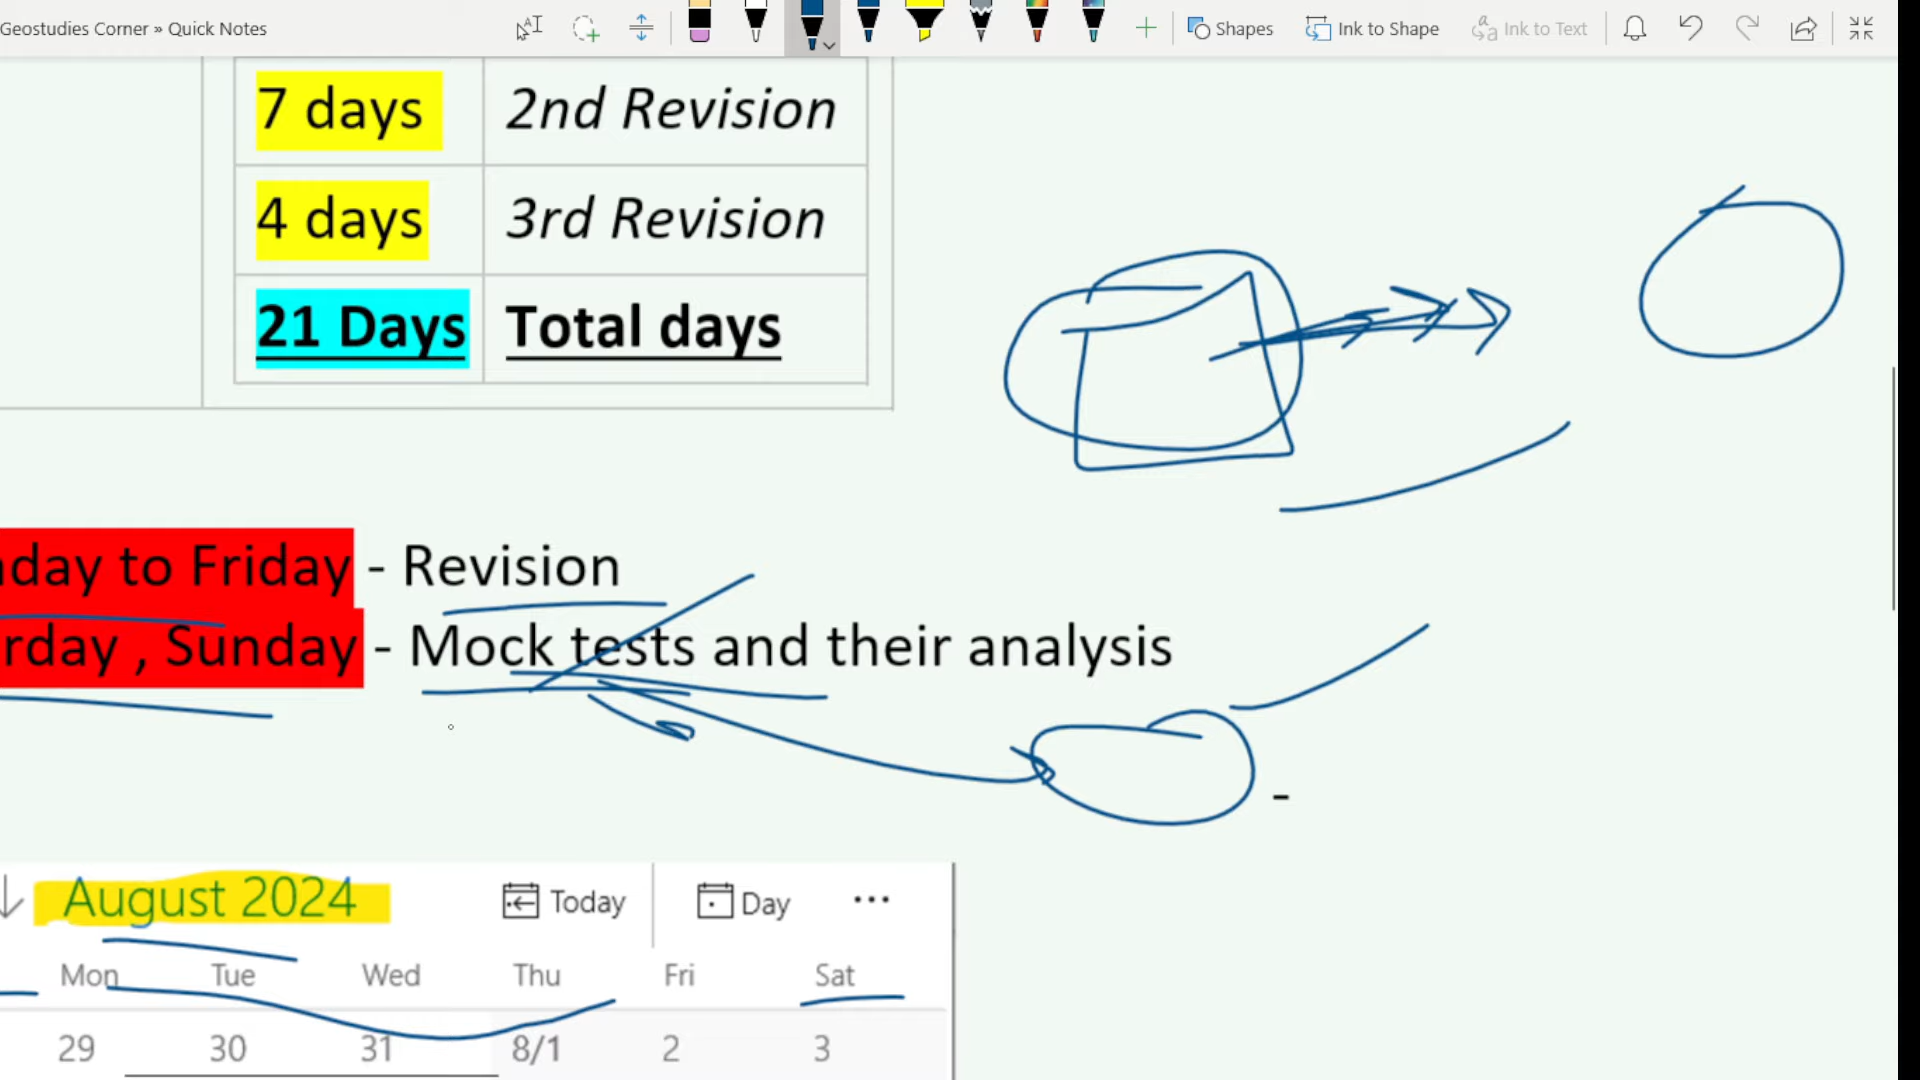 Geostudies Corner » Quick Notes
Shapes
Ink to Shape
Ink to Text
7 days 2nd Revision
4 days 3rd Revision
21 Days Total days
day to Friday - Revision
rday , Sunday - Mock tests and their analysis
-
August 2024 Today Day ...
Mon Tue Wed Thu Fri Sat
29 30 31 8/1 2 3